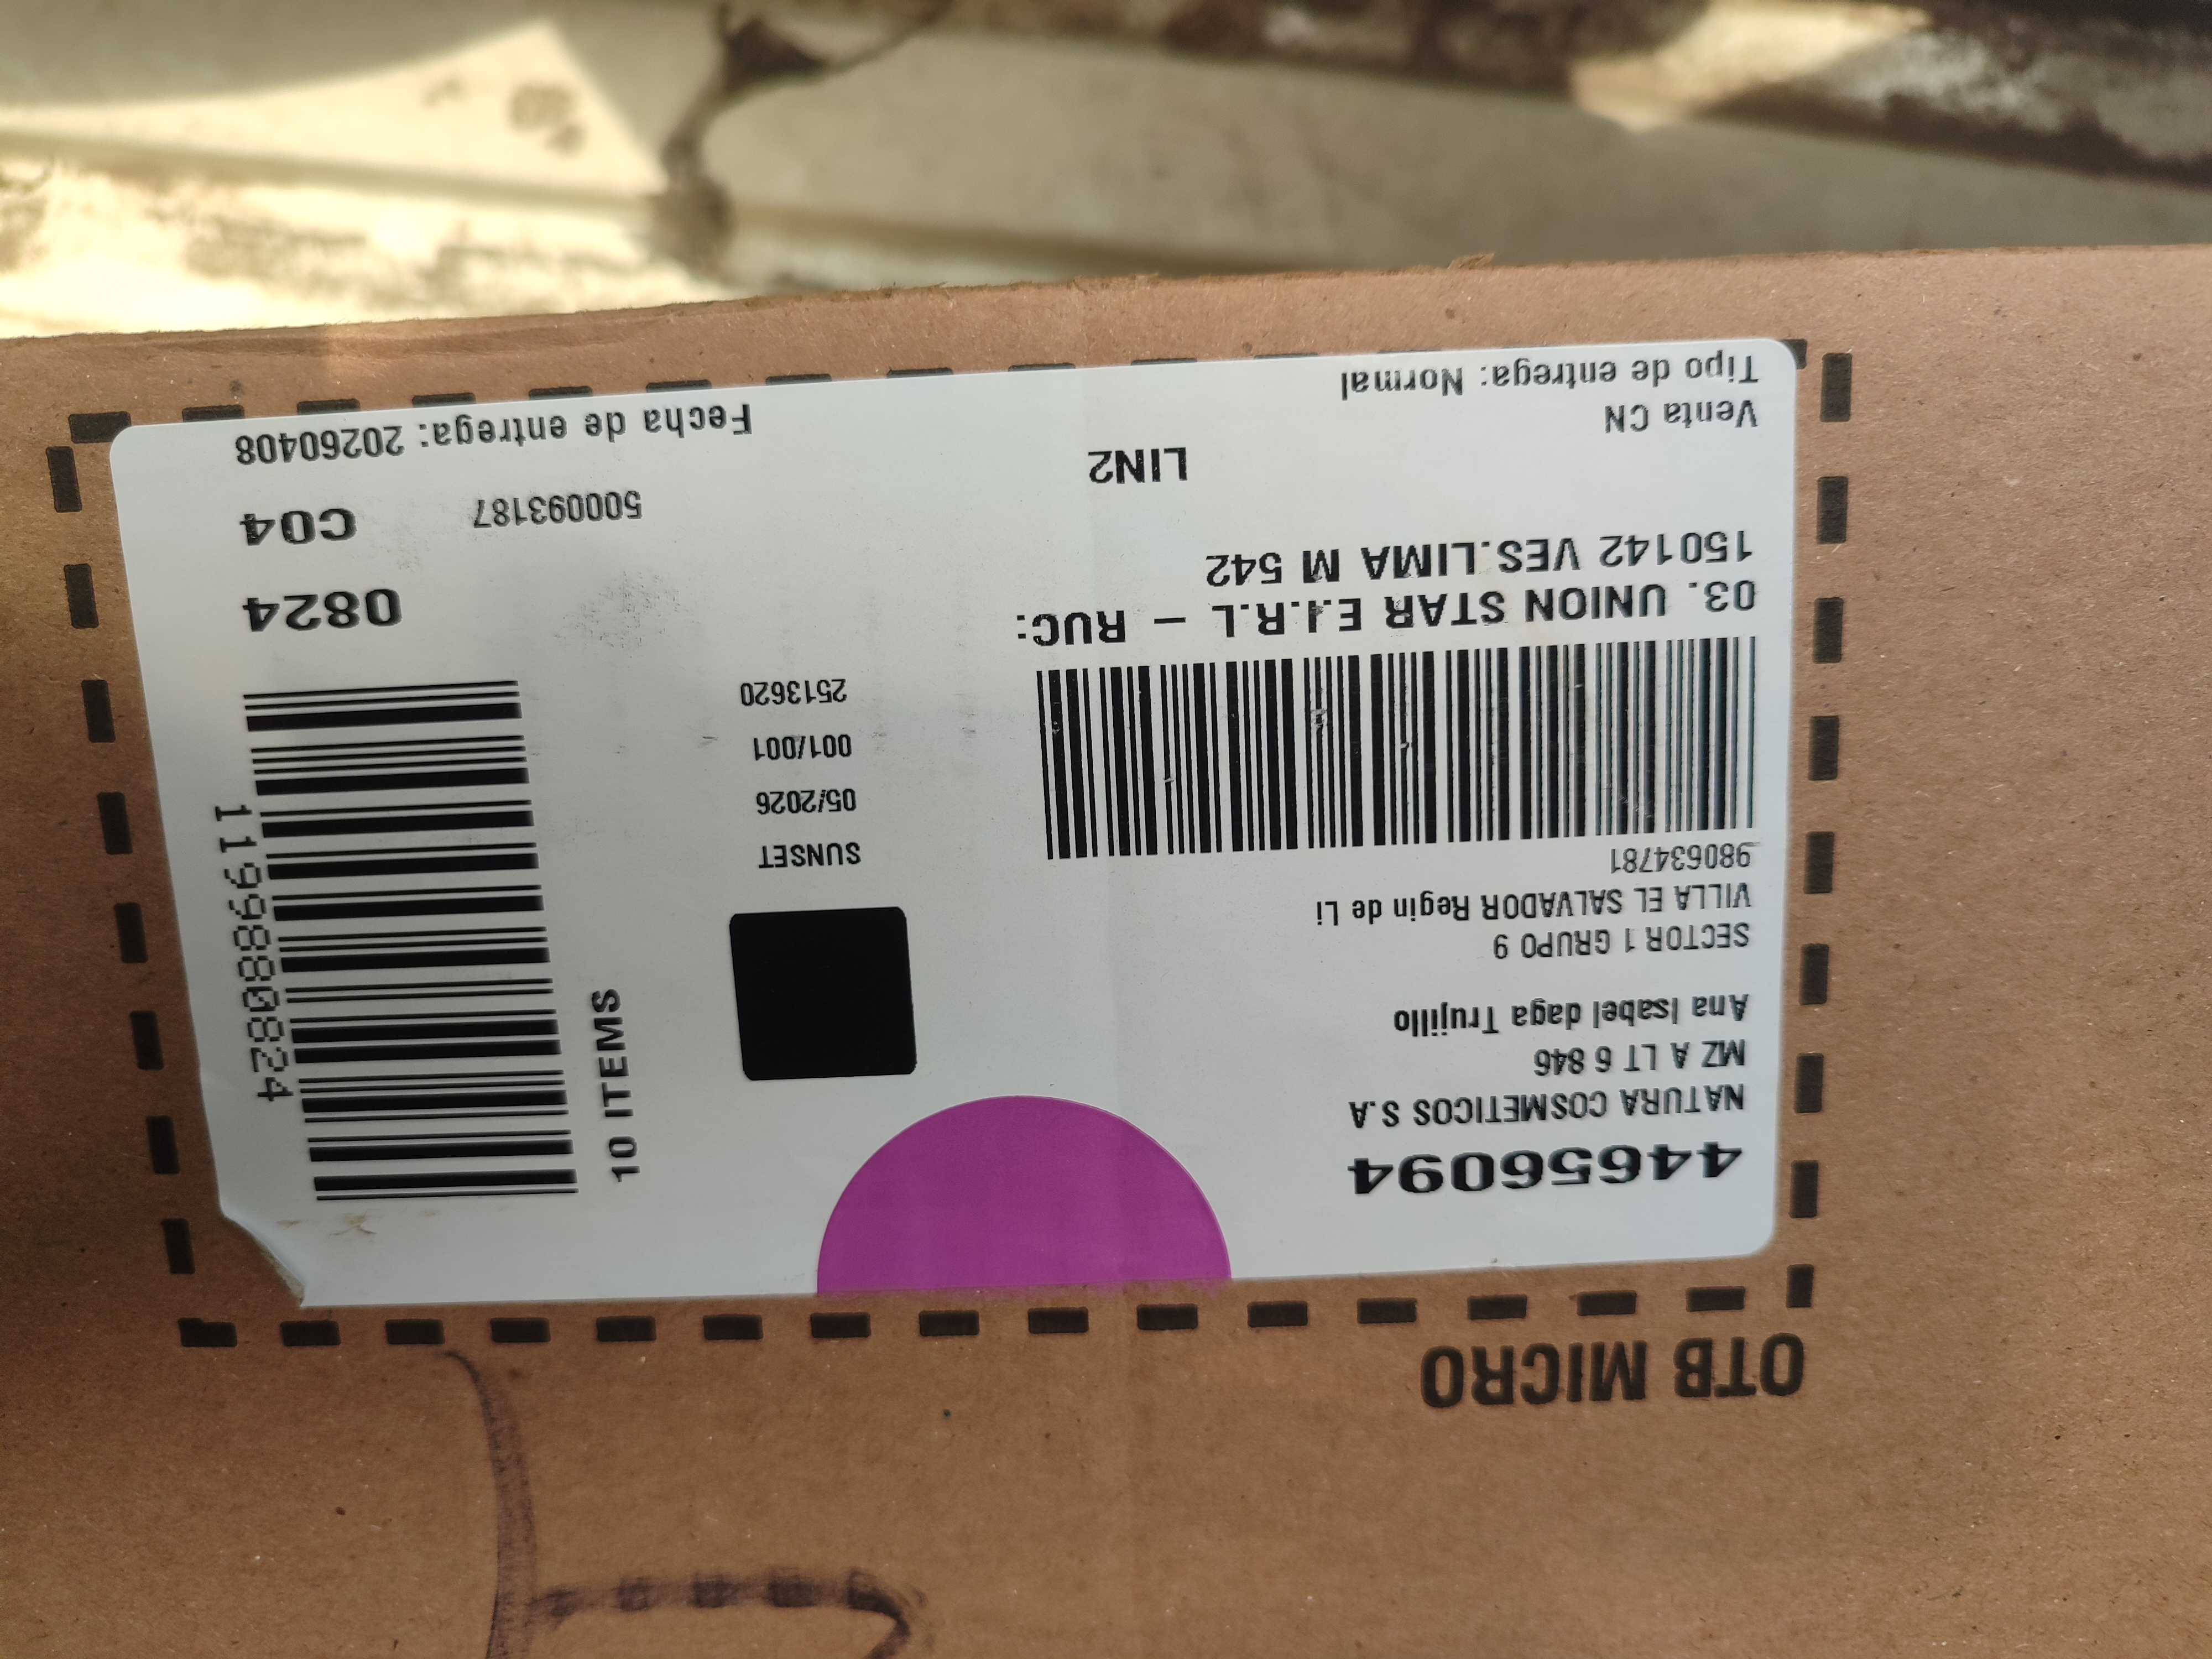 OTB MICRO
44656094
NATURA COSMETICOS S.A
MZ A LT 6 846
Ana Isabel daga Trujillo
SECTOR 1 GRUPO 9
VILLA EL SALVADOR Regin de Li
980634781
03. UNION STAR E.I.R.L - RUC:
150142 VES.LIMA M 542
LIN2
Venta CN
Tipo de entrega: Normal
10 ITEMS
SUNSET
05/2026
001/001
2513620
1199880824
0824
500093187
C04
Fecha de entrega: 20260408